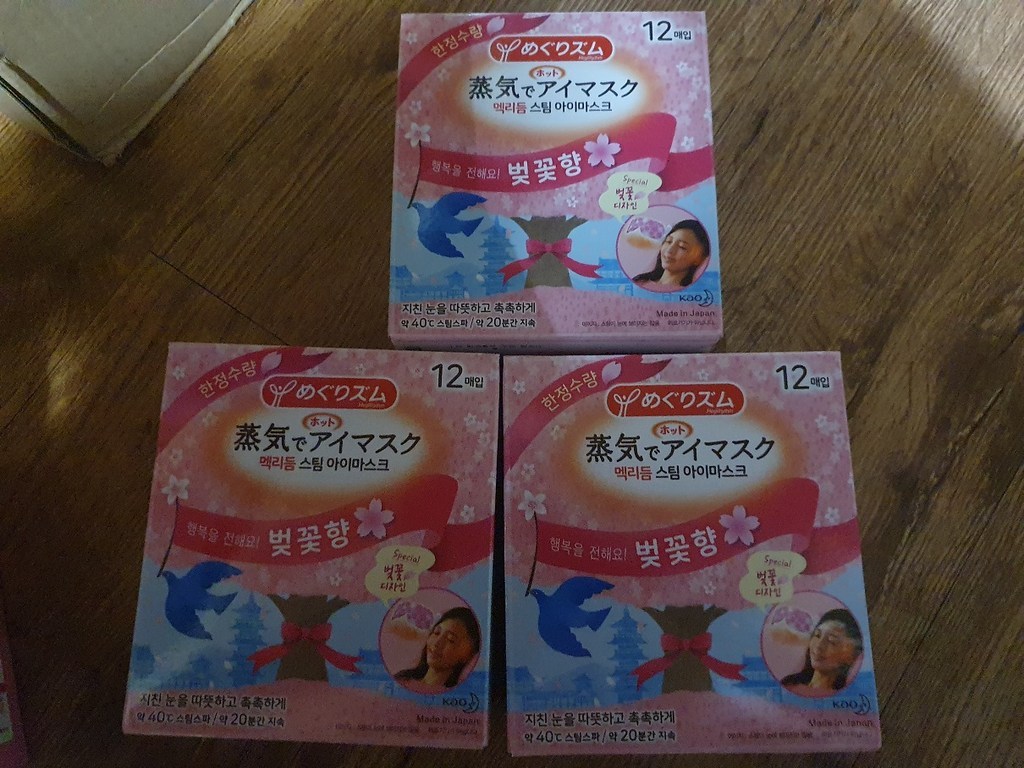 한정수량
12매입
めぐりズム
MegRhythm
ホット
蒸気でアイマスク
멕리듬 스팀 아이마스크
행복을 전해요! 벚꽃향
Special
벚꽃
디자인
Kao
지친 눈을 따뜻하고 촉촉하게
약 40℃ 스팀스파 / 약 20분간 지속
Made in Japan
한정수량
12매입
めぐりズム
MegRhythm
ホット
蒸気でアイマスク
멕리듬 스팀 아이마스크
행복을 전해요! 벚꽃향
Special
벚꽃
디자인
Kao
지친 눈을 따뜻하고 촉촉하게
약 40℃ 스팀스파 / 약 20분간 지속
Made in Japan
한정수량
12매입
めぐりズム
MegRhythm
ホット
蒸気でアイマスク
멕리듬 스팀 아이마스크
행복을 전해요! 벚꽃향
Special
벚꽃
디자인
Kao
지친 눈을 따뜻하고 촉촉하게
약 40℃ 스팀스파 / 약 20분간 지속
Made in Japan